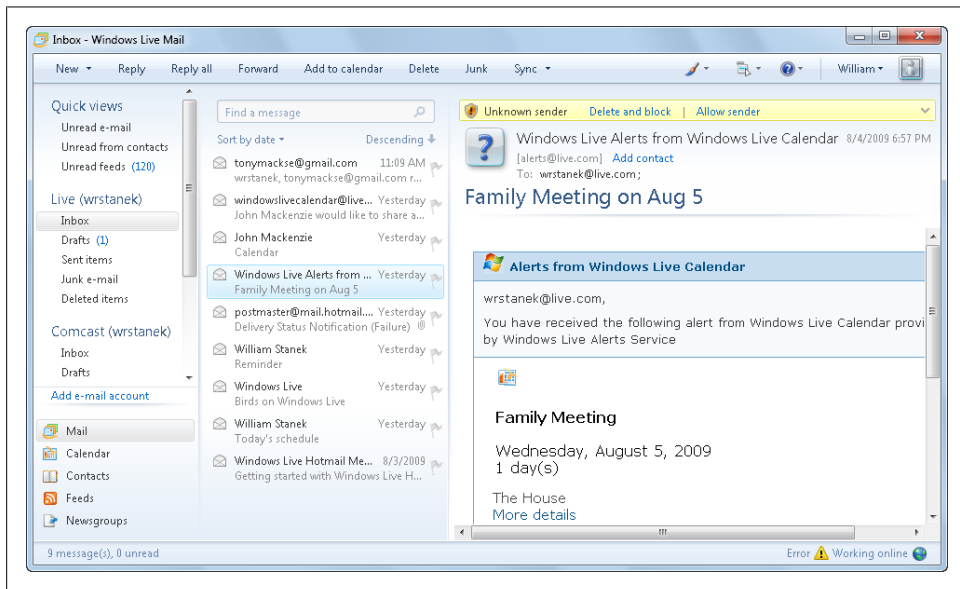 Inbox - Windows Live Mail
New Reply Reply all Forward Add to calendar Delete Junk Sync William
Quick views
Unread e-mail
Unread from contacts
Unread feeds (120)
Live (wrstanek)
Inbox
Drafts (1)
Sent items
Junk e-mail
Deleted items
Comcast (wrstanek)
Inbox
Drafts
Add e-mail account
Mail
Calendar
Contacts
Feeds
Newsgroups
Find a message
Sort by date Descending
tonymackse@gmail.com 11:09 AM
wrstanek, tonymackse@gmail.com r...
windowslivecalendar@live... Yesterday
John Mackenzie would like to share a...
John Mackenzie Yesterday
Calendar
Windows Live Alerts from ... Yesterday
Family Meeting on Aug 5
postmaster@mail.hotmail.... Yesterday
Delivery Status Notification (Failure)
William Stanek Yesterday
Reminder
Windows Live Yesterday
Birds on Windows Live
William Stanek Yesterday
Today's schedule
Windows Live Hotmail Me... 8/3/2009
Getting started with Windows Live H...
Unknown sender Delete and block | Allow sender
Windows Live Alerts from Windows Live Calendar 8/4/2009 6:57 PM
[alerts@live.com] Add contact
To: wrstanek@live.com;
Family Meeting on Aug 5
Alerts from Windows Live Calendar
wrstanek@live.com,
You have received the following alert from Windows Live Calendar provi
by Windows Live Alerts Service
Family Meeting
Wednesday, August 5, 2009
1 day(s)
The House
More details
9 message(s), 0 unread
Error Working online